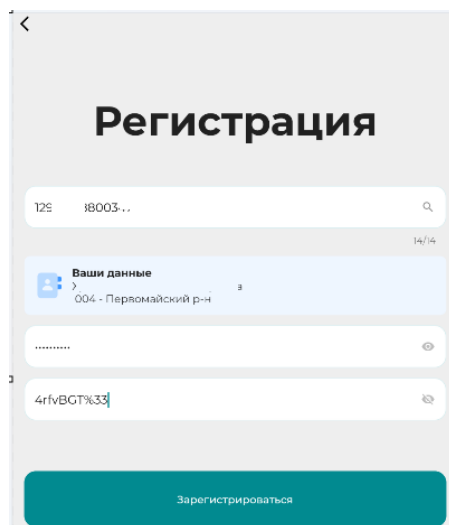 Регистрация
14/14
Ваши данные
004 - Первомайский р-н
..........
4rfvBGT%33
Зарегистрироваться